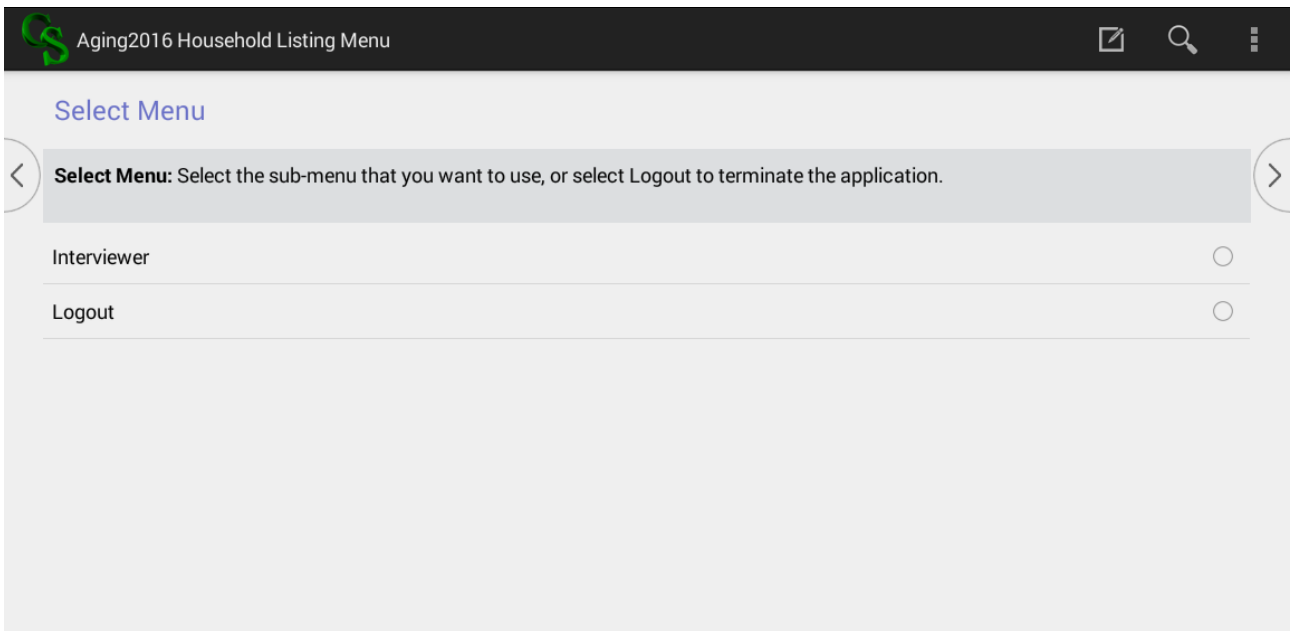 CS
Aging2016 Household Listing Menu
Select Menu
Select Menu: Select the sub-menu that you want to use, or select Logout to terminate the application.
Interviewer
Logout